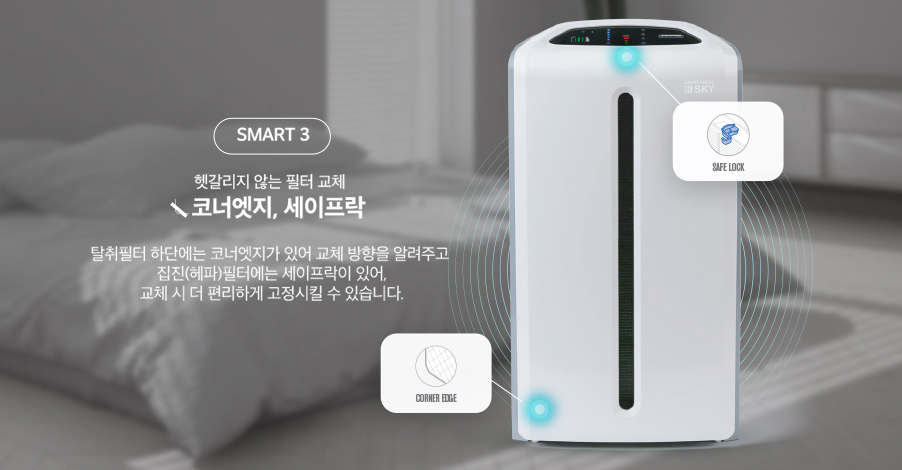 SMART 3
헷갈리지 않는 필터 교체
코너엣지, 세이프락
탈취필터 하단에는 코너엣지가 있어 교체 방향을 알려주고
집진(헤파)필터에는 세이프락이 있어,
교체 시 더 편리하게 고정시킬 수 있습니다.
SKY
SAFE LOCK
CORNER EDGE